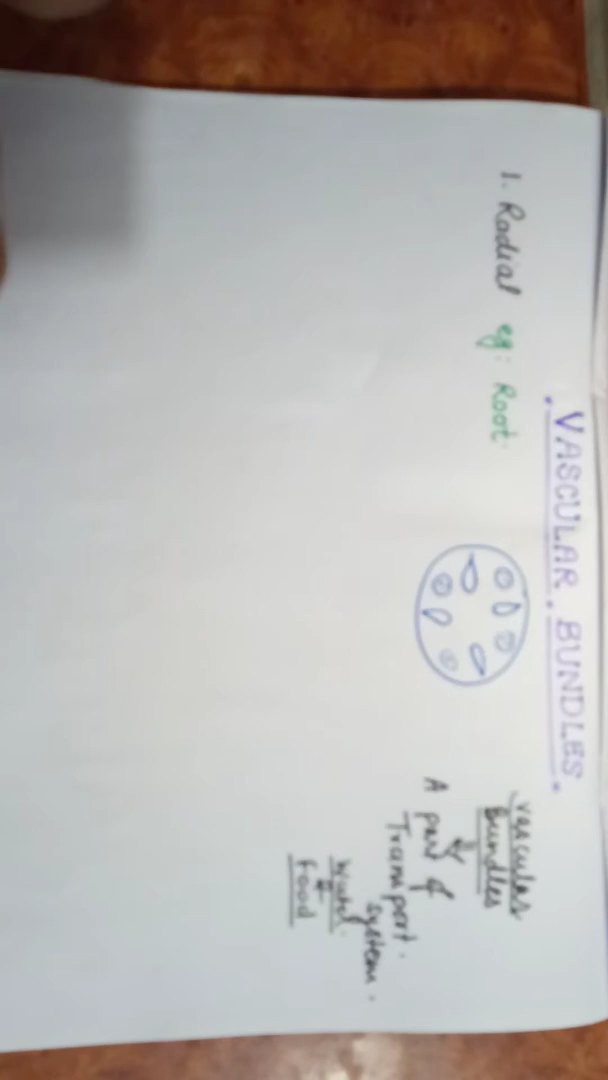 VASCULAR BUNDLES.
1. Radial eg: Root.
Vascular
Bundles
A part of
Transport
system.
Water
+
Food